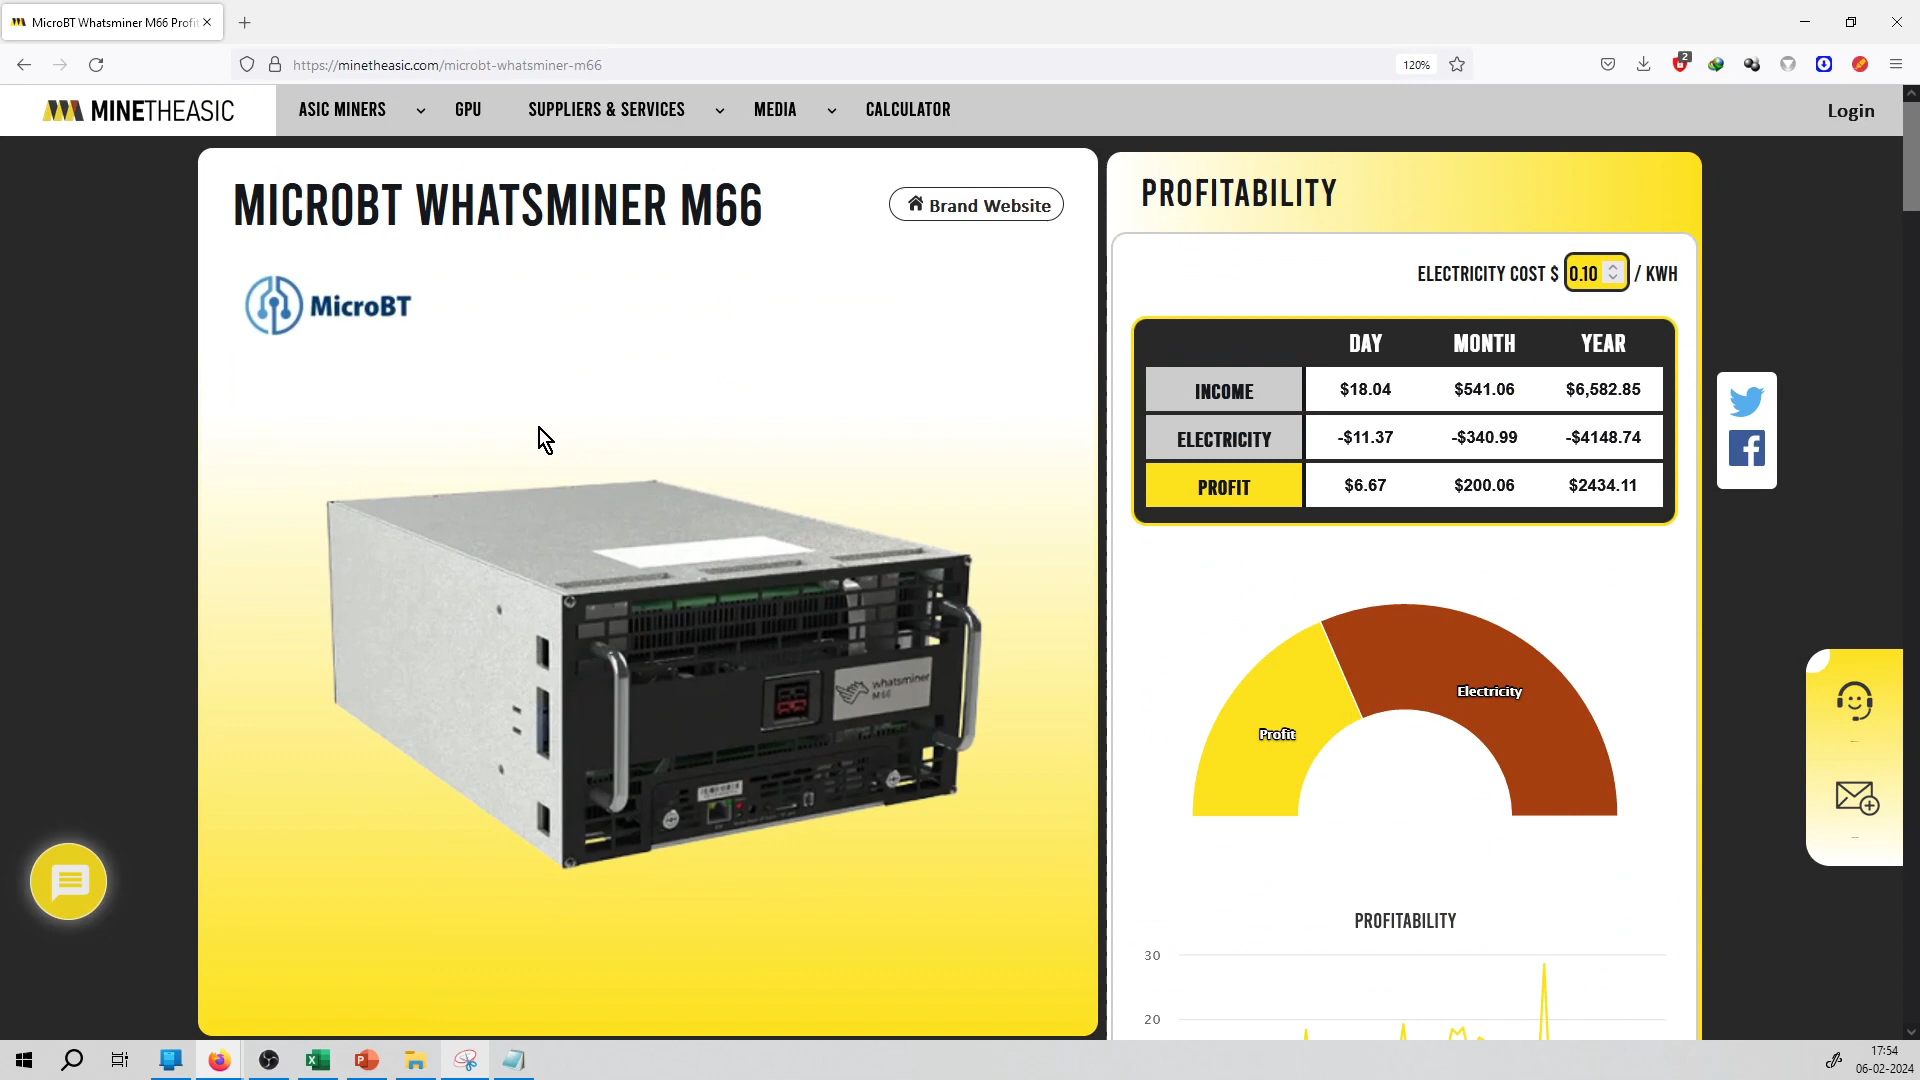 MicroBT Whatsminer M66 Profi
https://minetheasic.com/microbt-whatsminer-m66
120%
2
MINETHEASIC
ASIC MINERS
GPU
SUPPLIERS & SERVICES
MEDIA
CALCULATOR
Login
MICROBT WHATSMINER M66
Brand Website
MicroBT
whatsminer
M66
PROFITABILITY
ELECTRICITY COST $ 0.10 / KWH
DAY MONTH YEAR
INCOME $18.04 $541.06 $6,582.85
ELECTRICITY -$11.37 -$340.99 -$4148.74
PROFIT $6.67 $200.06 $2434.11
Electricity
Profit
PROFITABILITY
30
20
17:54
06-02-2024